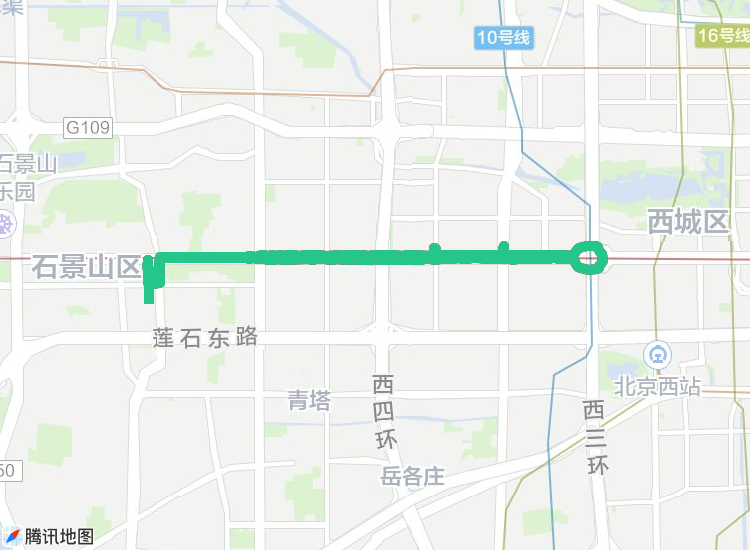 渠
10号线
16号线
G109
石景山
乐园
西城区
石景山区
莲石东路
北京西站
青塔
西四环
西三环
岳各庄
50
腾讯地图